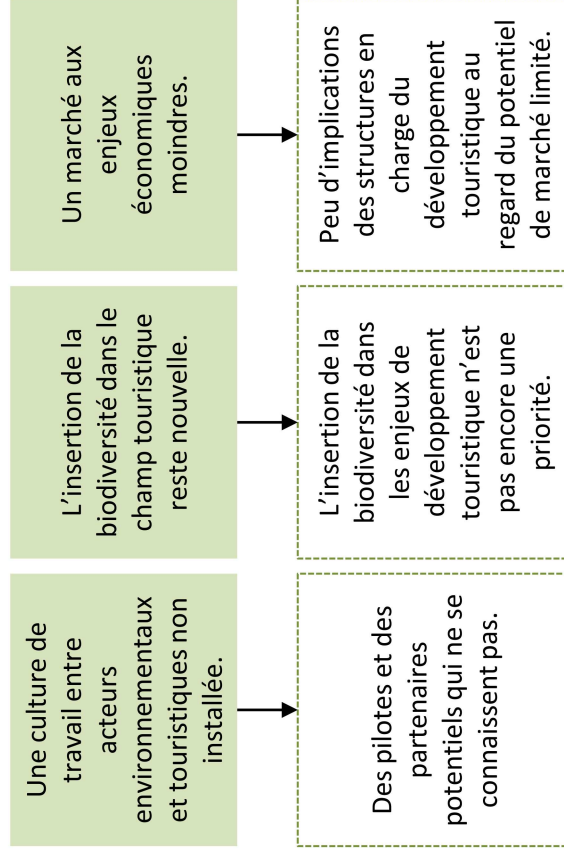 Une culture de
travail entre
acteurs
environnementaux
et touristiques non
installée.
Des pilotes et des
partenaires
potentiels qui ne se
connaissent pas.
L'insertion de la
biodiversité dans le
champ touristique
reste nouvelle.
L'insertion de la
biodiversité dans
les enjeux de
développement
touristique n'est
pas encore une
priorité.
Un marché aux
enjeux
économiques
moindres.
Peu d'implications
des structures en
charge du
développement
touristique au
regard du potentiel
de marché limité.